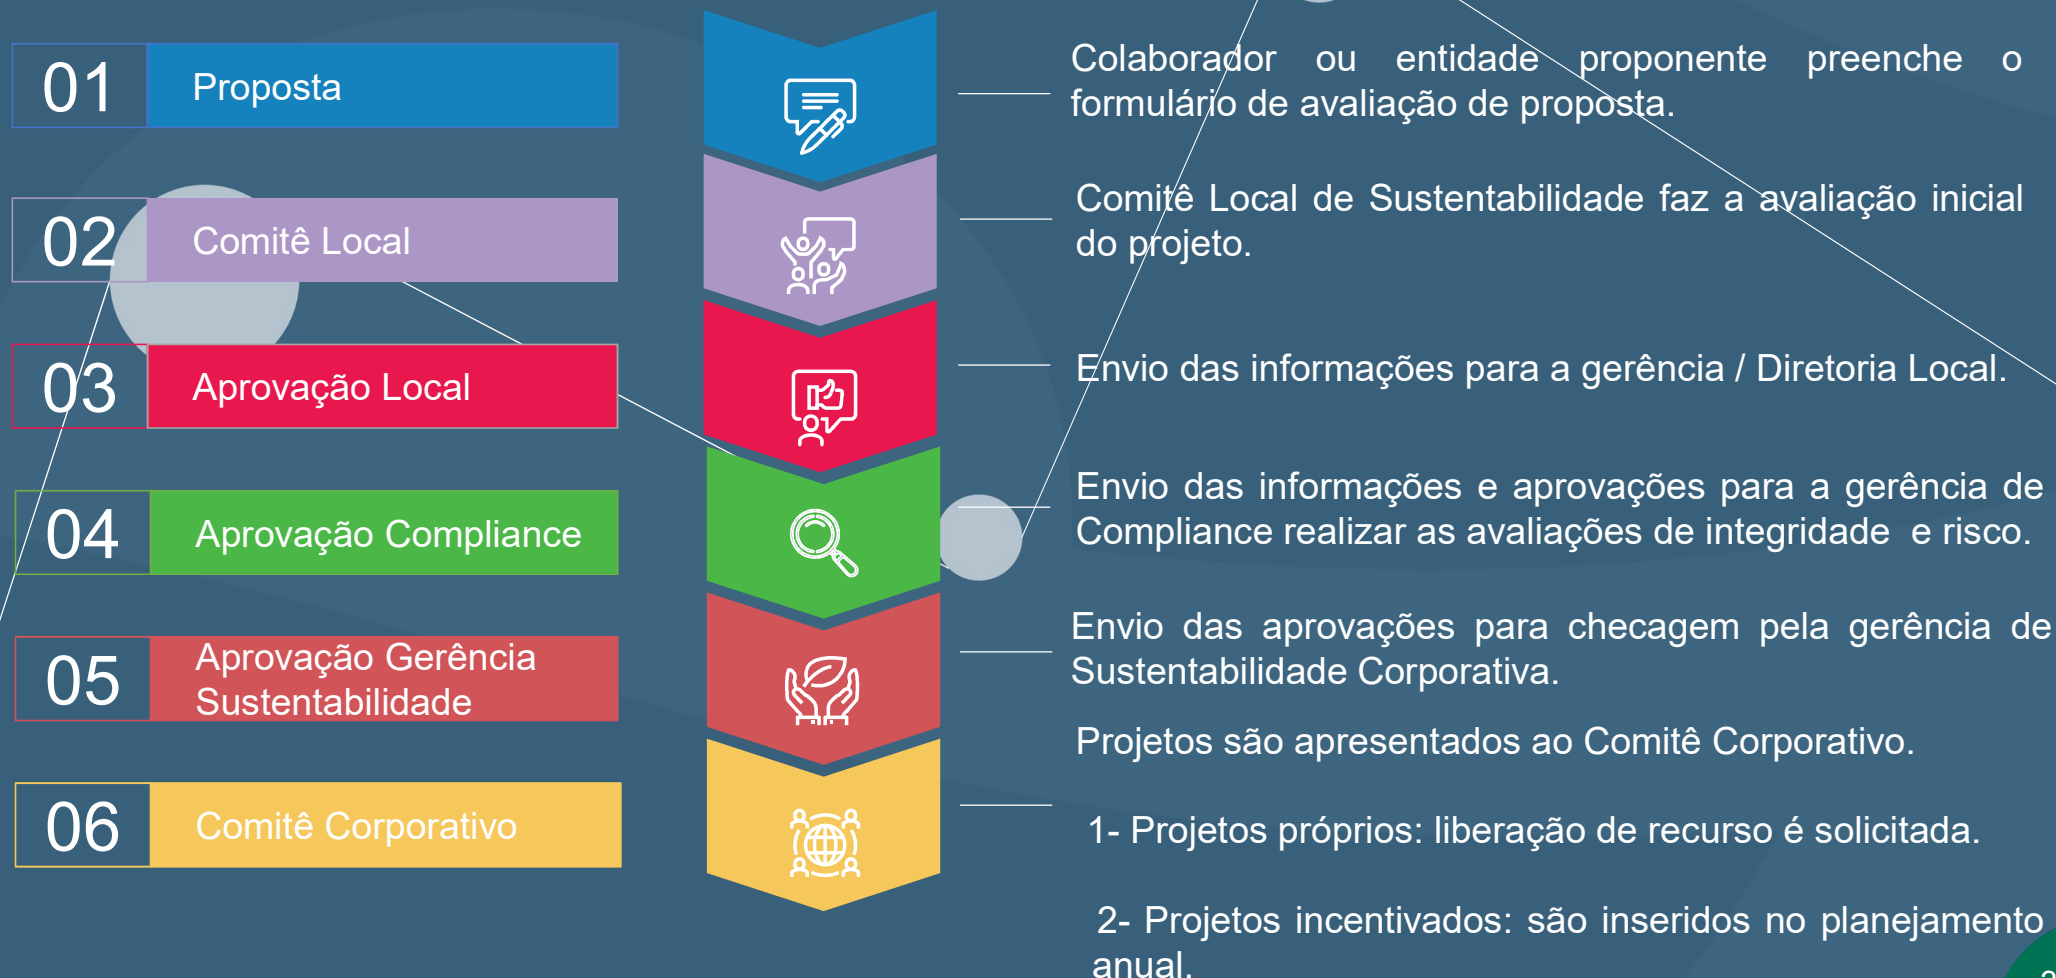 01
Proposta
Colaborador ou entidade proponente preenche o
formulário de avaliação de proposta.
02
Comitê Local
Comitê Local de Sustentabilidade faz a avaliação inicial
do projeto.
03
Aprovação Local
Envio das informações para a gerência / Diretoria Local.
04
Aprovação Compliance
Envio das informações e aprovações para a gerência de
Compliance realizar as avaliações de integridade e risco.
05
Aprovação Gerência
Sustentabilidade
Envio das aprovações para checagem pela gerência de
Sustentabilidade Corporativa.
06
Comitê Corporativo
Projetos são apresentados ao Comitê Corporativo.
1- Projetos próprios: liberação de recurso é solicitada.
2- Projetos incentivados: são inseridos no planejamento
anual.